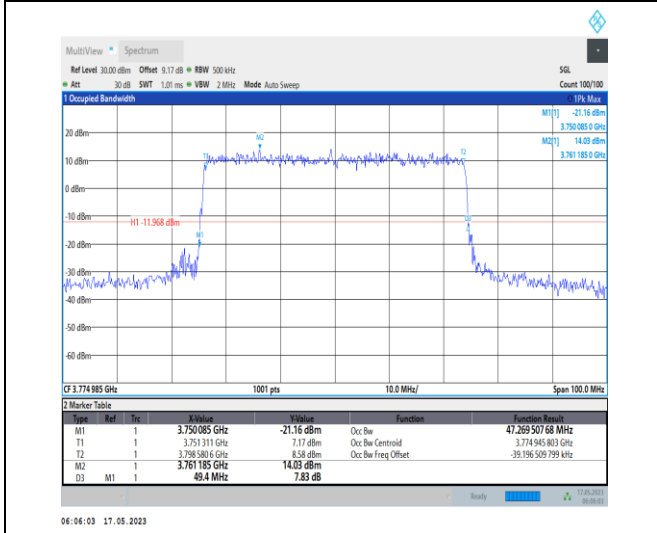 MultiView Spectrum
Ref Level 30.00 dBm Offset 9.17 dB RBW 500 kHz SGL
Att 30 dB SWT 1.01 ms VBW 2 MHz Mode Auto Sweep Count 100/100
1 Occupied Bandwidth 1Pk Max
M1[1] -21.16 dBm
3.750 085 0 GHz
M2[1] 14.03 dBm
3.761 185 0 GHz
20 dBm
M2
T1 T2
10 dBm
0 dBm
-10 dBm
H1 -11.968 dBm
M1
-30 dBm
-40 dBm
-50 dBm
-60 dBm
CF 3.774 985 GHz 1001 pts 10.0 MHz/ Span 100.0 MHz
2 Marker Table
Type Ref Trc X-Value Y-Value Function Function Result
M1 1 3.750 085 GHz -21.16 dBm Occ Bw 47.269 507 68 MHz
T1 1 3.751 311 GHz 7.17 dBm Occ Bw Centroid 3.774 945 803 GHz
T2 1 3.798 580 6 GHz 8.58 dBm Occ Bw Freq Offset -39.196 509 799 kHz
M2 1 3.761 185 GHz 14.03 dBm
D3 M1 1 49.4 MHz 7.83 dB
Ready 17.05.2023
06:06:03
06:06:03 17.05.2023